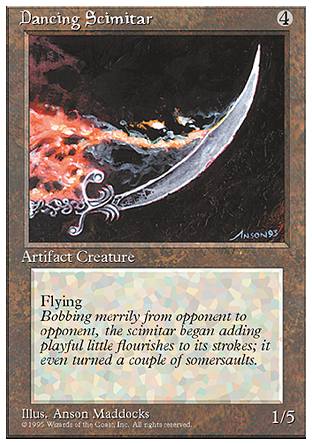 Dancing Scimitar 4
ANSON93
Artifact Creature
Flying
Bobbing merrily from opponent to
opponent, the scimitar began adding
playful little flourishes to its strokes; it
even turned a couple of somersaults.
Illus. Anson Maddocks
©1995 Wizards of the Coast, Inc. All rights reserved.
1/5